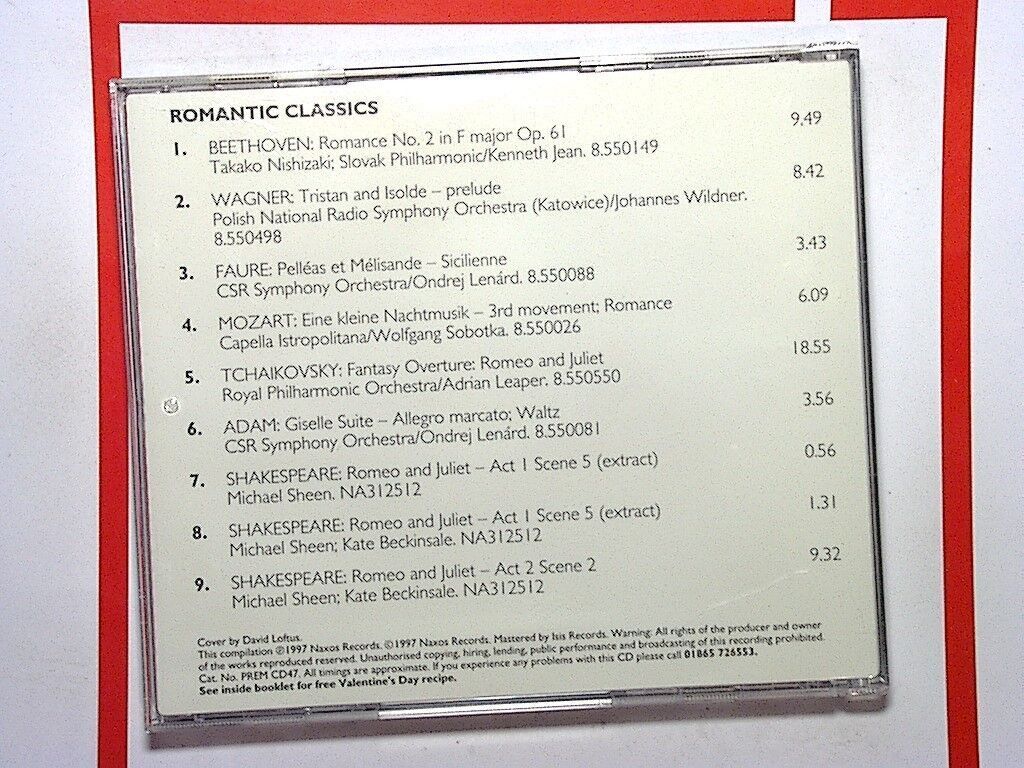 ROMANTIC CLASSICS
1. BEETHOVEN: Romance No. 2 in F major Op. 61 9.49
Takako Nishizaki; Slovak Philharmonic/Kenneth Jean. 8.550149
2. WAGNER: Tristan and Isolde – prelude 8.42
Polish National Radio Symphony Orchestra (Katowice)/Johannes Wildner.
8.550498
3. FAURE: Pelléas et Mélisande – Sicilienne 3.43
CSR Symphony Orchestra/Ondrej Lenárd. 8.550088
4. MOZART: Eine kleine Nachtmusik – 3rd movement; Romance 6.09
Capella Istropolitana/Wolfgang Sobotka. 8.550026
5. TCHAIKOVSKY: Fantasy Overture: Romeo and Juliet 18.55
Royal Philharmonic Orchestra/Adrian Leaper. 8.550550
6. ADAM: Giselle Suite – Allegro marcato; Waltz 3.56
CSR Symphony Orchestra/Ondrej Lenárd. 8.550081
7. SHAKESPEARE: Romeo and Juliet – Act 1 Scene 5 (extract) 0.56
Michael Sheen. NA312512
8. SHAKESPEARE: Romeo and Juliet – Act 1 Scene 5 (extract) 1.31
Michael Sheen; Kate Beckinsale. NA312512
9. SHAKESPEARE: Romeo and Juliet – Act 2 Scene 2 9.32
Michael Sheen; Kate Beckinsale. NA312512
Cover by David Loftus.
This compilation ℗1997 Naxos Records. ©1997 Naxos Records. Mastered by Isis Records. Warning: All rights of the producer and owner
of the works reproduced reserved. Unauthorised copying, hiring, lending, public performance and broadcasting of this recording prohibited.
Cat. No. PREM CD47. All timings are approximate. If you experience any problems with this CD please call 01865 726553.
See inside booklet for free Valentine's Day recipe.